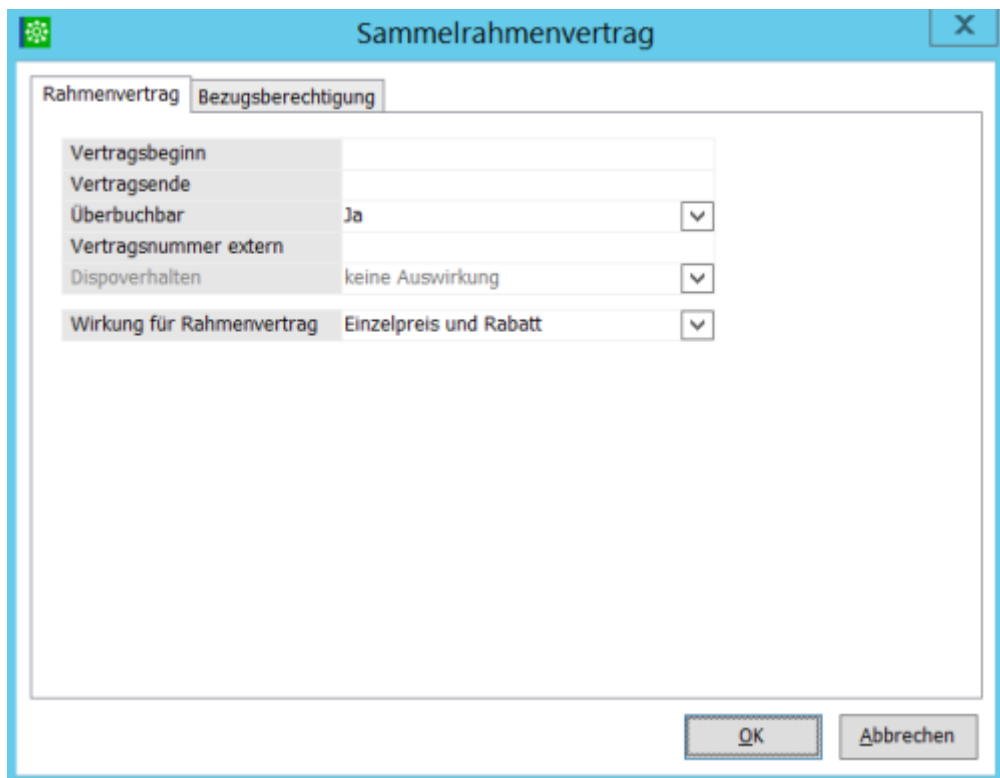 Sammelrahmenvertrag
X
Rahmenvertrag Bezugsberechtigung
Vertragsbeginn
Vertragsende
Überbuchbar Ja
Vertragsnummer extern
Dispoverhalten keine Auswirkung
Wirkung für Rahmenvertrag Einzelpreis und Rabatt
OK Abbrechen